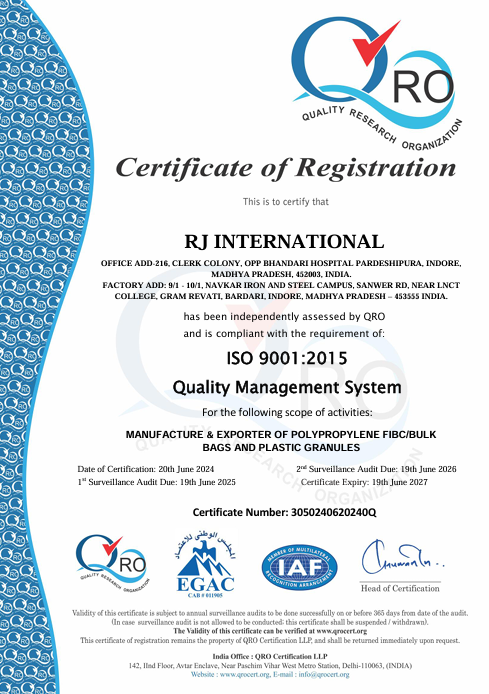 QRO
QUALITY RESEARCH ORGANIZATION
Certificate of Registration
This is to certify that
RJ INTERNATIONAL
OFFICE ADD-216, CLERK COLONY, OPP BHANDARI HOSPITAL PARDESHIPURA, INDORE,
MADHYA PRADESH, 452003, INDIA.
FACTORY ADD: 9/1 - 10/1, NAVKAR IRON AND STEEL CAMPUS, SANWER RD, NEAR LNCT
COLLEGE, GRAM REVATI, BARDARI, INDORE, MADHYA PRADESH – 453555 INDIA.
has been independently assessed by QRO
and is compliant with the requirement of:
ISO 9001:2015
Quality Management System
For the following scope of activities:
MANUFACTURE & EXPORTER OF POLYPROPYLENE FIBC/BULK
BAGS AND PLASTIC GRANULES
Date of Certification: 20th June 2024 2nd Surveillance Audit Due: 19th June 2026
1st Surveillance Audit Due: 19th June 2025 Certificate Expiry: 19th June 2027
Certificate Number: 3050240620240Q
QRO
QUALITY RESEARCH ORGANIZATION
المجلس الوطني للاعتماد
EGAC
CAB # 011905
MEMBER OF MULTILATERAL
IAF
RECOGNITION ARRANGEMENT
Head of Certification
Validity of this certificate is subject to annual surveillance audits to be done successfully on or before 365 days from date of the audit.
(In case surveillance audit is not allowed to be conducted; this certificate shall be suspended / withdrawn).
The Validity of this certificate can be verified at www.qrocert.org
This certificate of registration remains the property of QRO Certification LLP, and shall be returned immediately upon request.
India Office : QRO Certification LLP
142, IInd Floor, Avtar Enclave, Near Paschim Vihar West Metro Station, Delhi-110063, (INDIA)
Website : www.qrocert.org, E-mail : info@qrocert.org